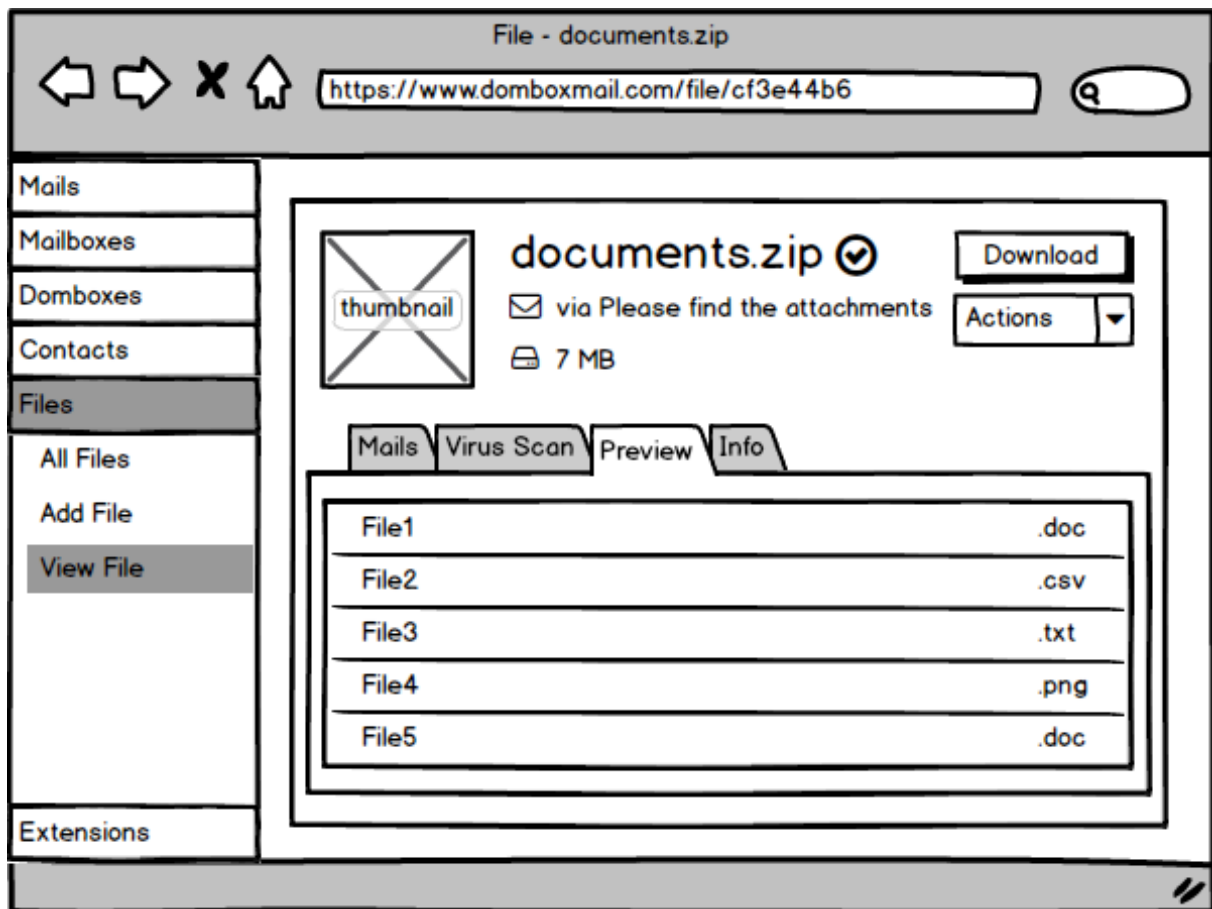 File - documents.zip
https://www.domboxmail.com/file/cf3e44b6
Mails
Mailboxes
Domboxes
Contacts
Files
All Files
Add File
View File
Extensions
thumbnail
documents.zip
via Please find the attachments
7 MB
Download
Actions
Mails Virus Scan Preview Info
File1 .doc
File2 .csv
File3 .txt
File4 .png
File5 .doc